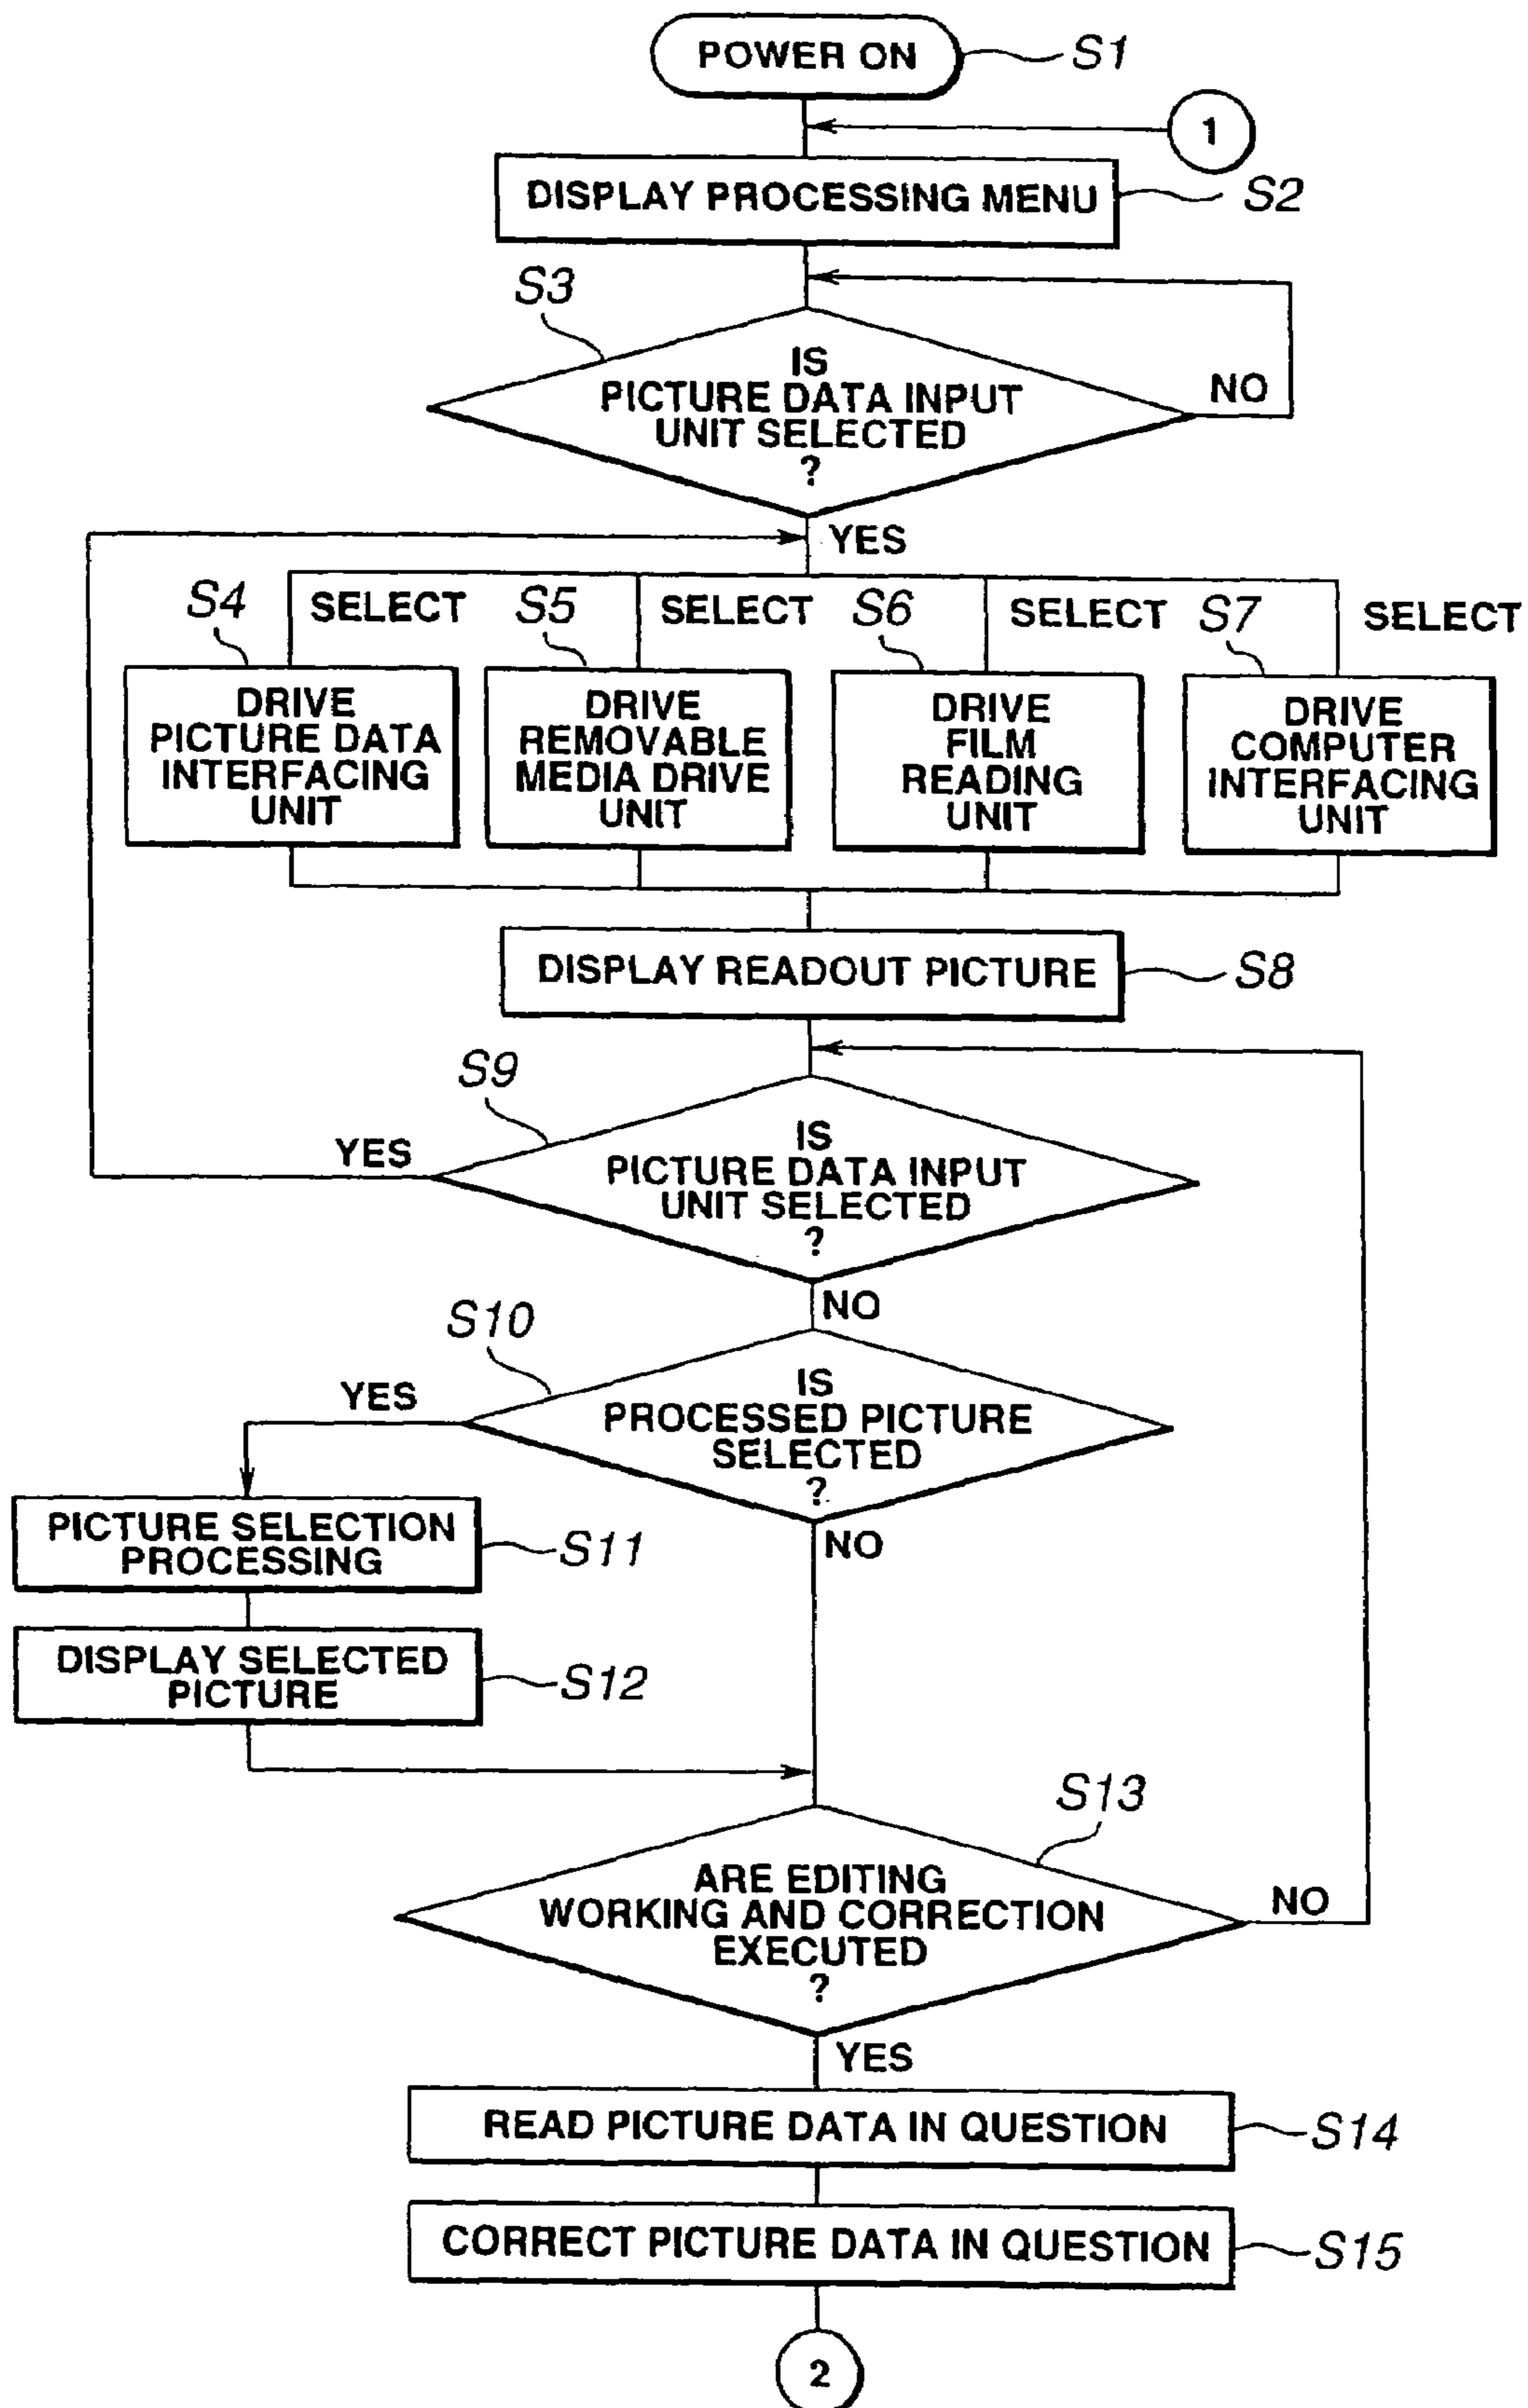 POWER ON
S1
1
DISPLAY PROCESSING MENU
S2
S3
IS
PICTURE DATA INPUT
UNIT SELECTED
?
NO
YES
S4
SELECT
S5
SELECT
S6
SELECT
S7
SELECT
DRIVE
PICTURE DATA
INTERFACING
UNIT
DRIVE
REMOVABLE
MEDIA DRIVE
UNIT
DRIVE
FILM
READING
UNIT
DRIVE
COMPUTER
INTERFACING
UNIT
DISPLAY READOUT PICTURE
S8
S9
YES
IS
PICTURE DATA INPUT
UNIT SELECTED
?
NO
S10
YES
IS
PROCESSED PICTURE
SELECTED
?
NO
PICTURE SELECTION
PROCESSING
S11
DISPLAY SELECTED
PICTURE
S12
S13
ARE EDITING
WORKING AND CORRECTION
EXECUTED
?
NO
YES
READ PICTURE DATA IN QUESTION
S14
CORRECT PICTURE DATA IN QUESTION
S15
2